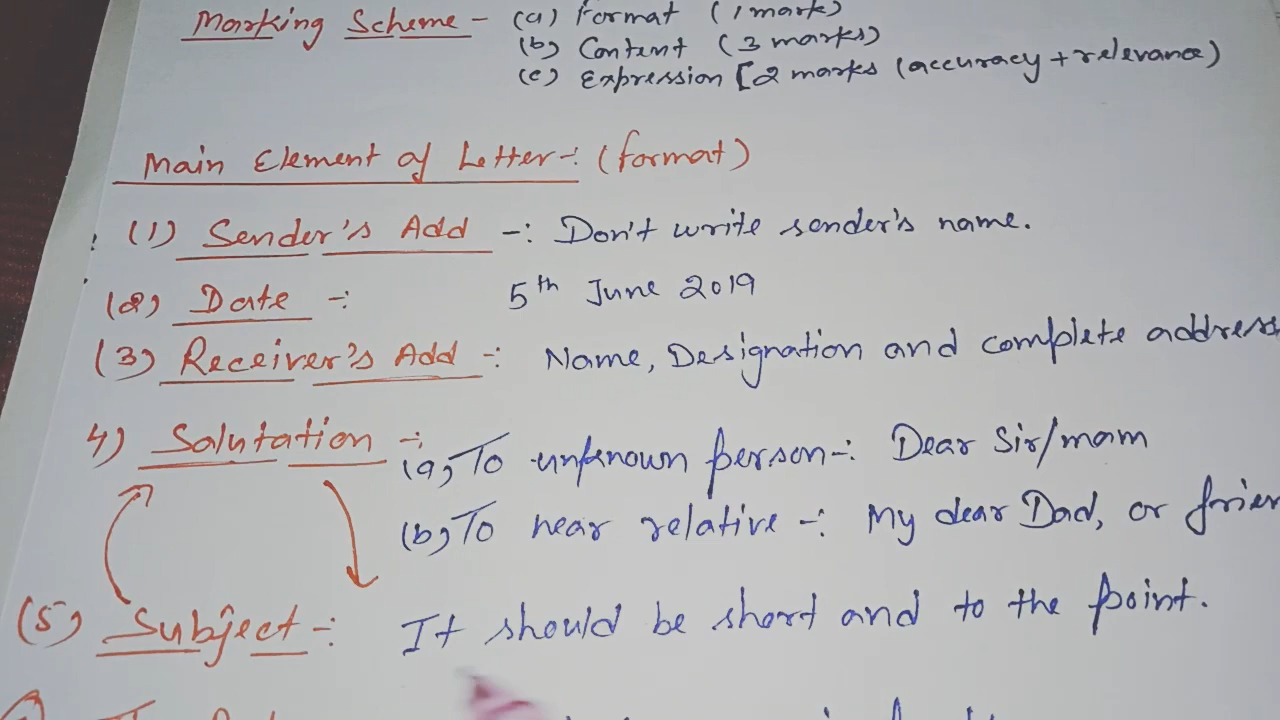 Marking Scheme - (a) Format (1 mark)
(b) Content (3 marks)
(c) Expression [2 marks (accuracy + relevance)
Main Element of Letter -: (format)
(1) Sender's Add -: Don't write sender's name.
(2) Date -: 5th June 2019
(3) Receiver's Add -: Name, Designation and complete address
4) Salutation -: (a) To unknown person -: Dear Sir/mam
(b) To near relative -: My dear Dad, or frien
(5) Subject -: It should be short and to the point.